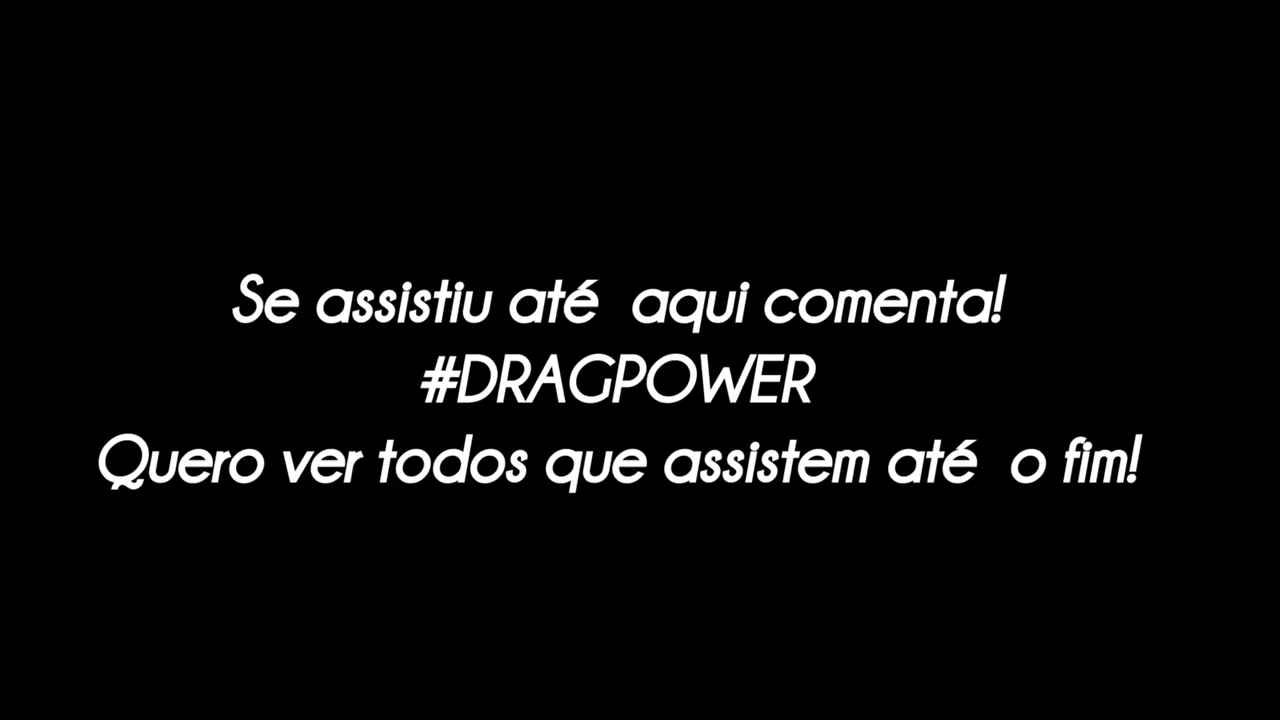 Se assistiu até aqui comenta!
#DRAGPOWER
Quero ver todos que assistem até o fim!